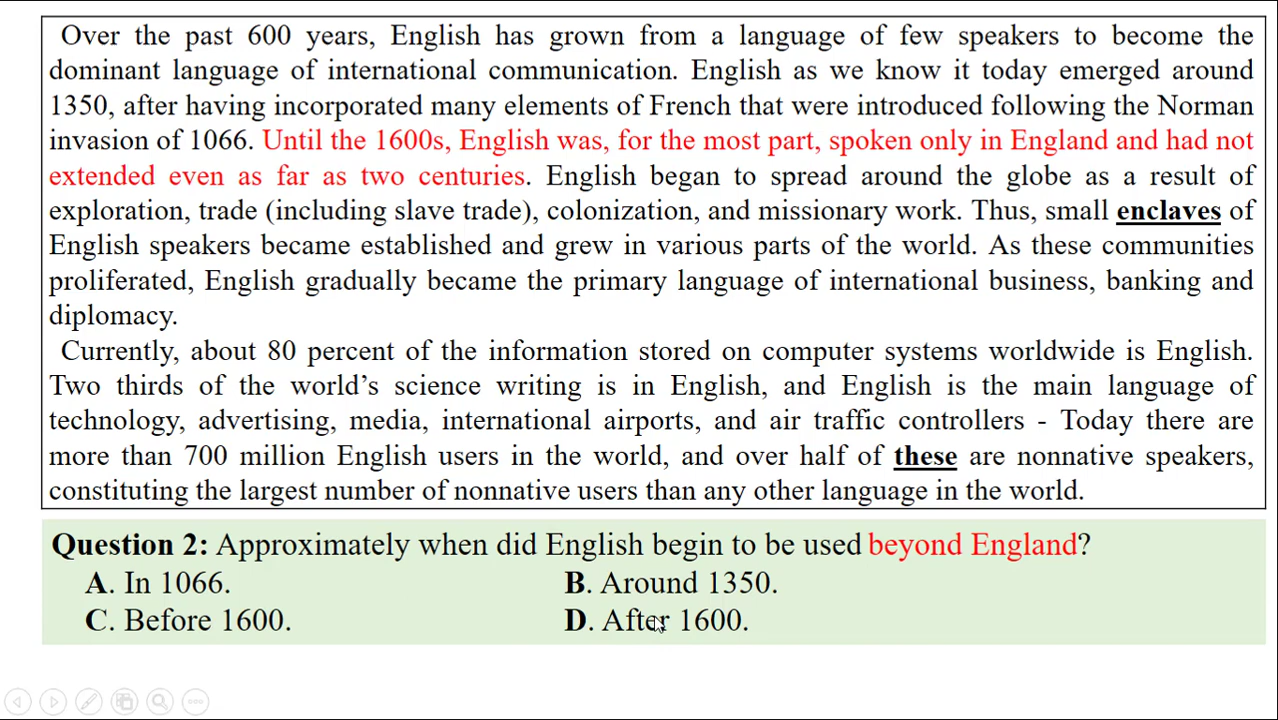 Over the past 600 years, English has grown from a language of few speakers to become the
dominant language of international communication. English as we know it today emerged around
1350, after having incorporated many elements of French that were introduced following the Norman
invasion of 1066. Until the 1600s, English was, for the most part, spoken only in England and had not
extended even as far as two centuries. English began to spread around the globe as a result of
exploration, trade (including slave trade), colonization, and missionary work. Thus, small enclaves of
English speakers became established and grew in various parts of the world. As these communities
proliferated, English gradually became the primary language of international business, banking and
diplomacy.
Currently, about 80 percent of the information stored on computer systems worldwide is English.
Two thirds of the world’s science writing is in English, and English is the main language of
technology, advertising, media, international airports, and air traffic controllers - Today there are
more than 700 million English users in the world, and over half of these are nonnative speakers,
constituting the largest number of nonnative users than any other language in the world.
Question 2: Approximately when did English begin to be used beyond England?
A. In 1066. B. Around 1350.
C. Before 1600. D. After 1600.